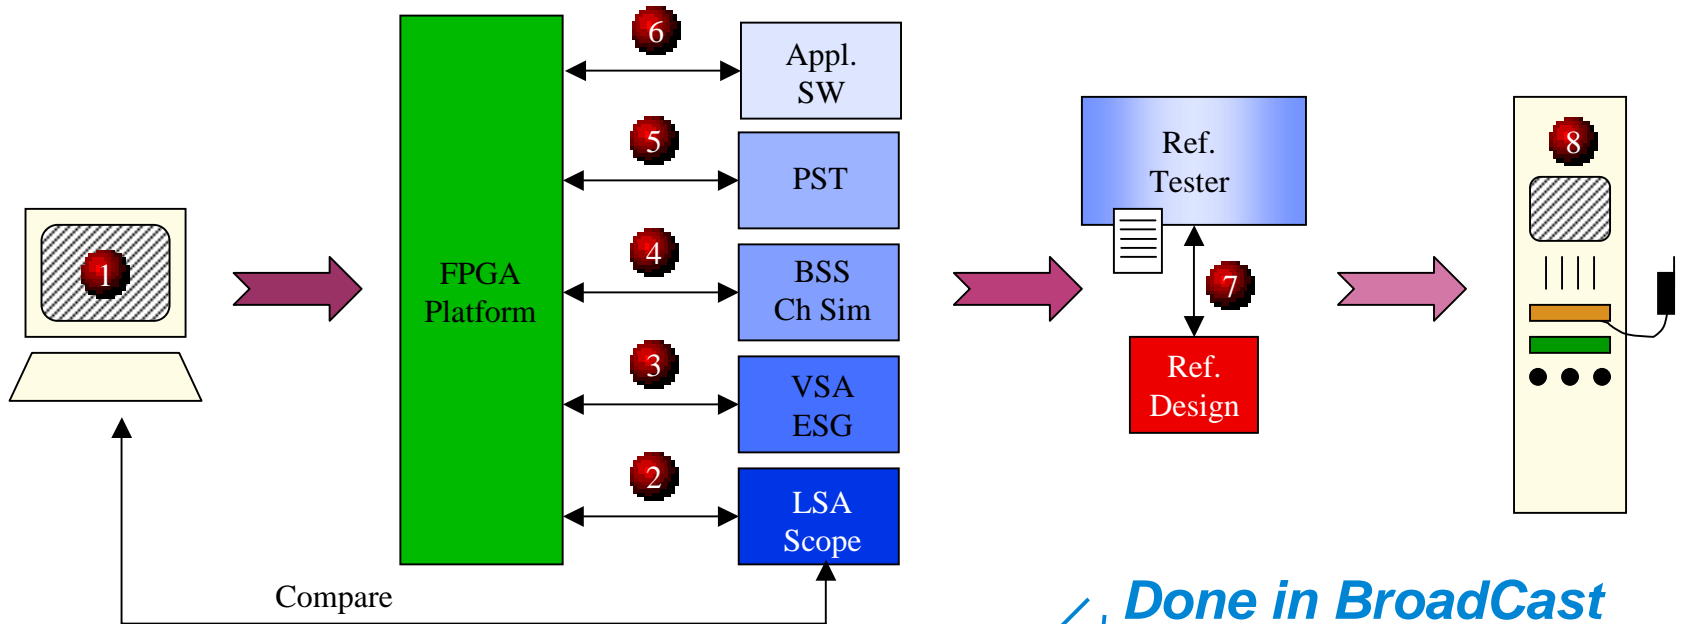 6
Appl.
SW
5
PST
Ref.
Tester
8
1
FPGA
Platform
4
BSS
Ch Sim
7
3
VSA
ESG
Ref.
Design
2
LSA
Scope
Compare
Done in BroadCast